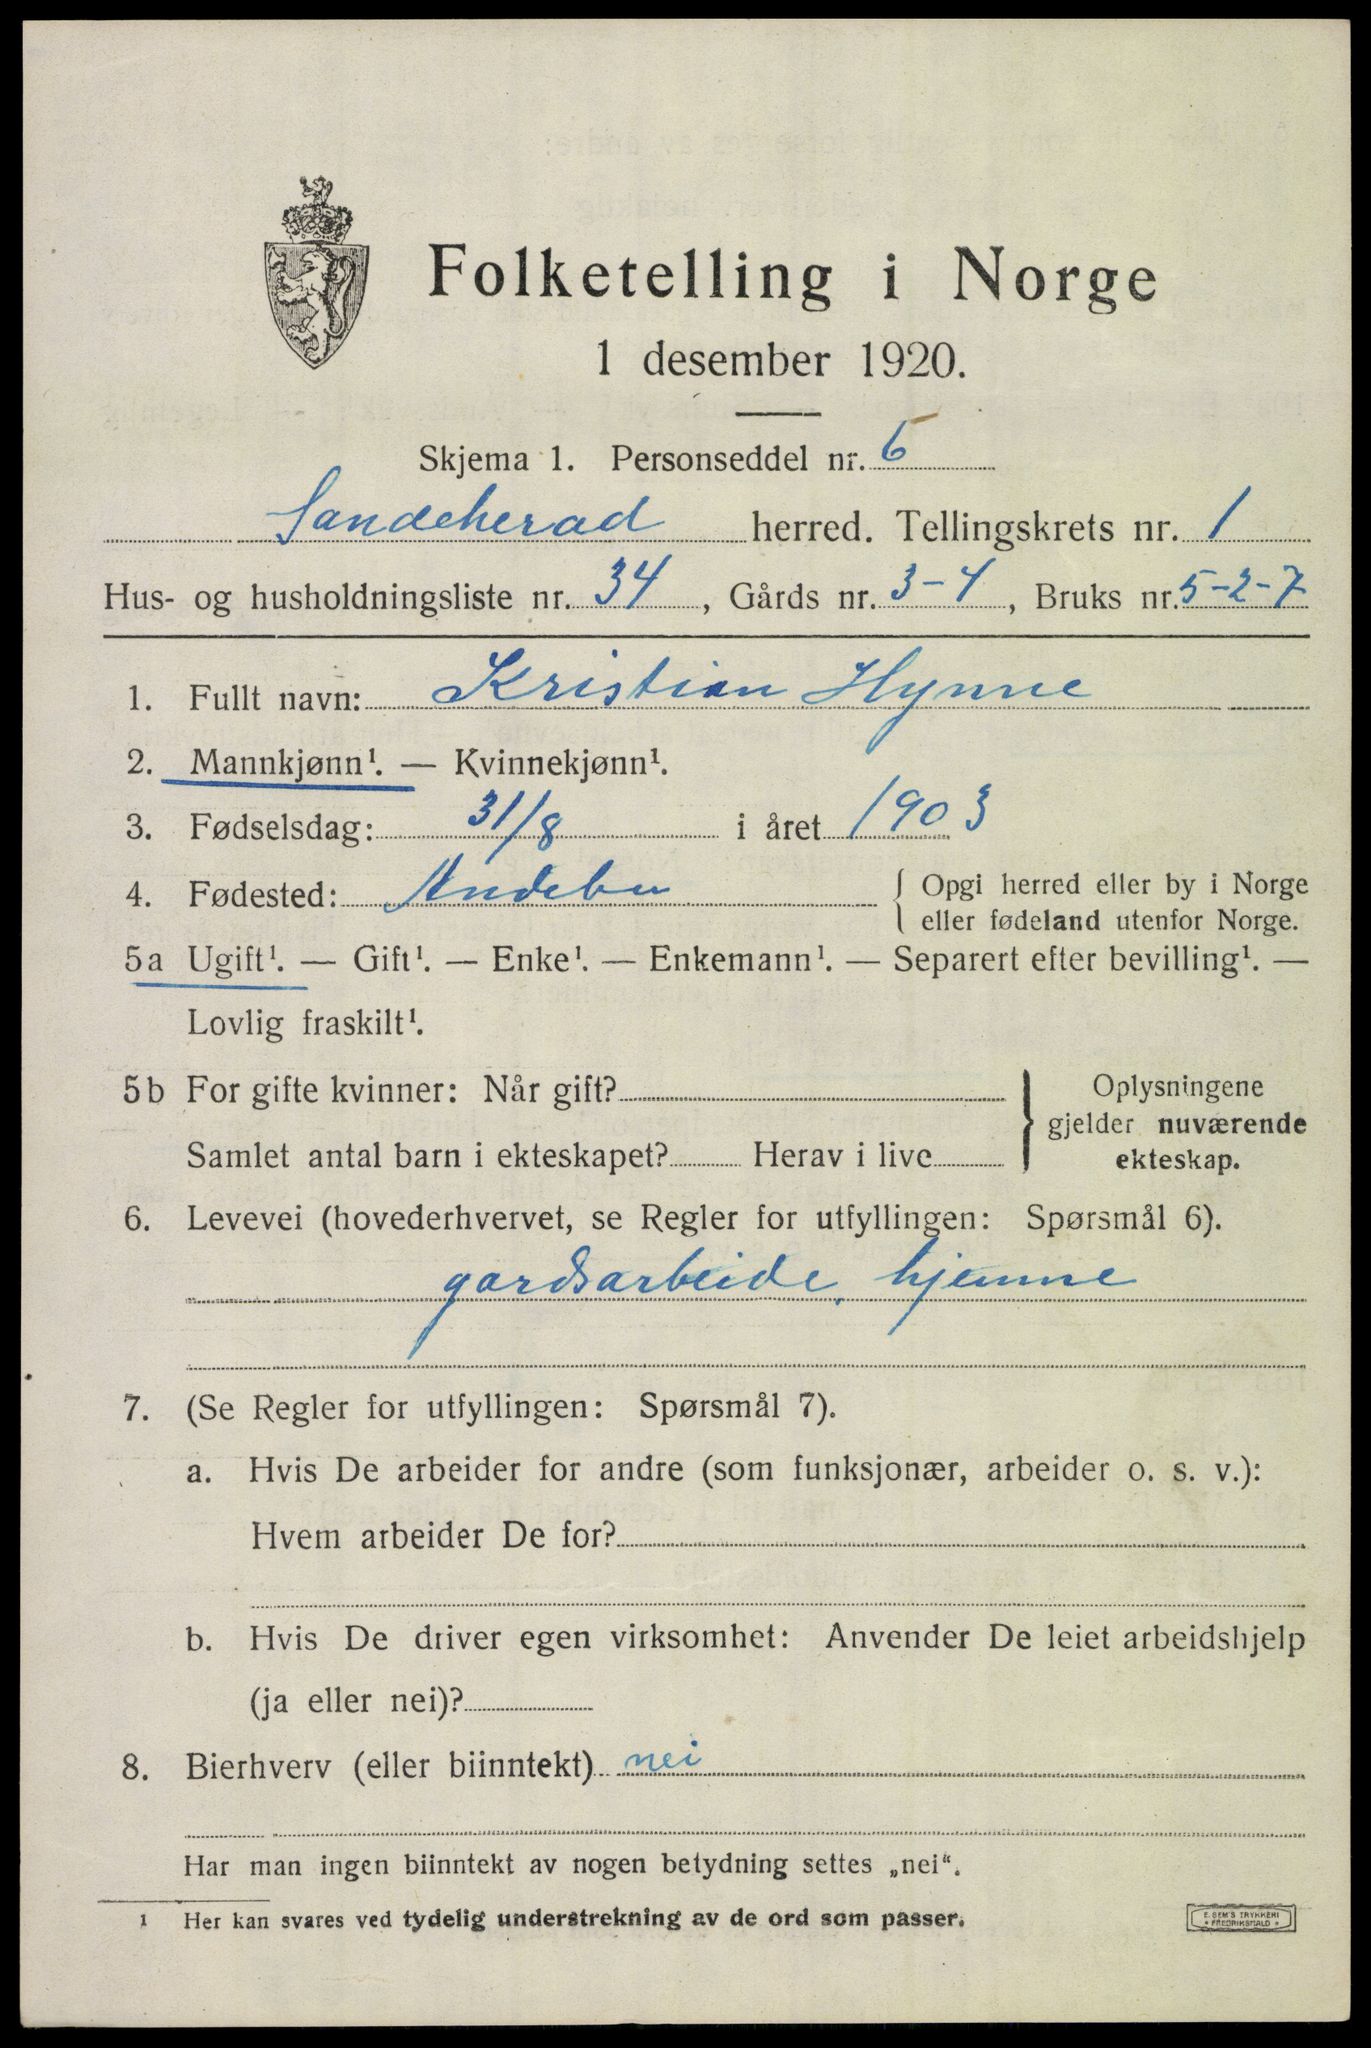 Folketelling i Norge
1 desember 1920.
Skjema 1. Personseddel nr. 6
Sandeherad herred. Tellingskrets nr. 1
Hus- og husholdningsliste nr. 34, Gårds nr. 3-4, Bruks nr. 5-2-7
1. Fullt navn: Kristian Hynne
2. Mannkjønn¹. — Kvinnekjønn¹.
3. Fødselsdag: 31/8 i året 1903
4. Fødested: Andebu { Opgi herred eller by i Norge
eller fødeland utenfor Norge.
5a Ugift¹. — Gift¹. — Enke¹. — Enkemann¹. — Separert efter bevilling¹. —
Lovlig fraskilt¹.
5b For gifte kvinner: Når gift? } Oplysningene
gjelder nuværende
Samlet antal barn i ekteskapet? Herav i live ekteskap.
6. Levevei (hovederhvervet, se Regler for utfyllingen: Spørsmål 6).
gardsarbeide, hjemme
7. (Se Regler for utfyllingen: Spørsmål 7).
a. Hvis De arbeider for andre (som funksjonær, arbeider o. s. v.):
Hvem arbeider De for?
b. Hvis De driver egen virksomhet: Anvender De leiet arbeidshjelp
(ja eller nei)?
8. Bierhverv (eller biinntekt) nei
Har man ingen biinntekt av nogen betydning settes „nei“.
1 Her kan svares ved tydelig understrekning av de ord som passer.
E. SEM'S TRYKKERI
* FREDRIKSHALD *